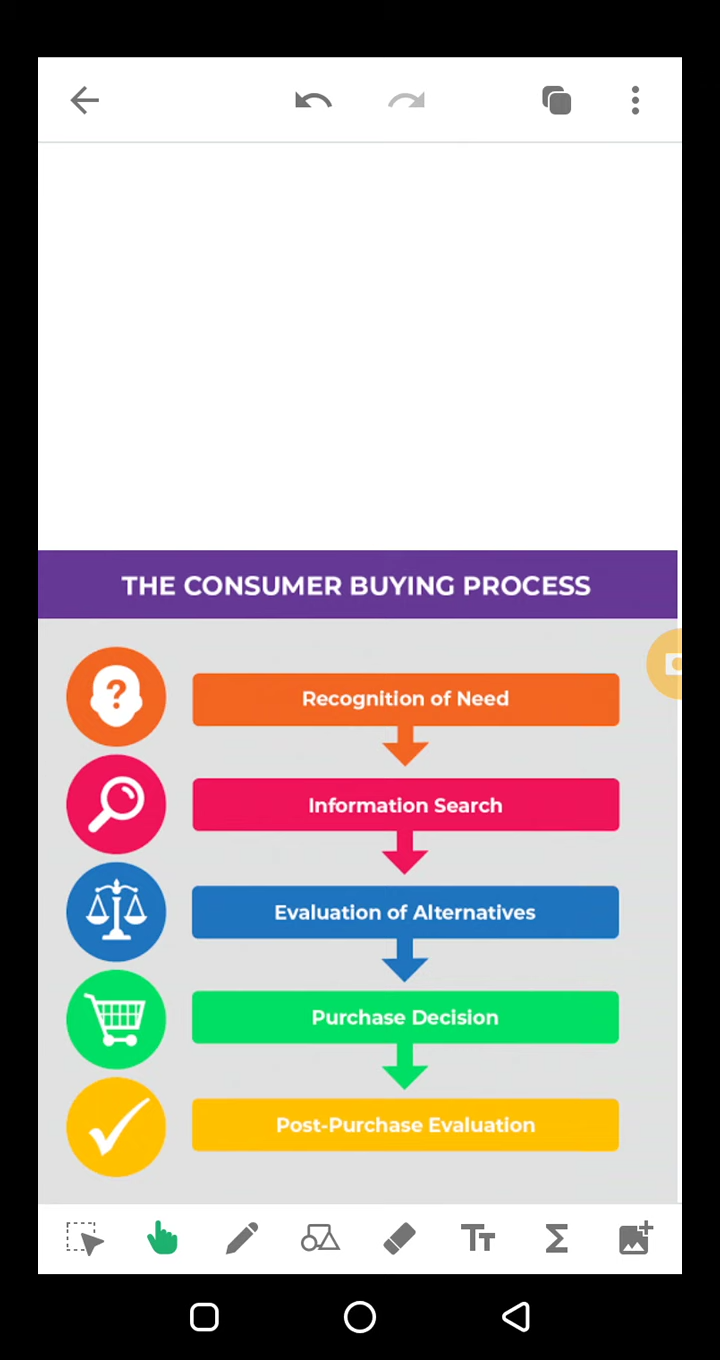 THE CONSUMER BUYING PROCESS
Recognition of Need
Information Search
Evaluation of Alternatives
Purchase Decision
Post-Purchase Evaluation